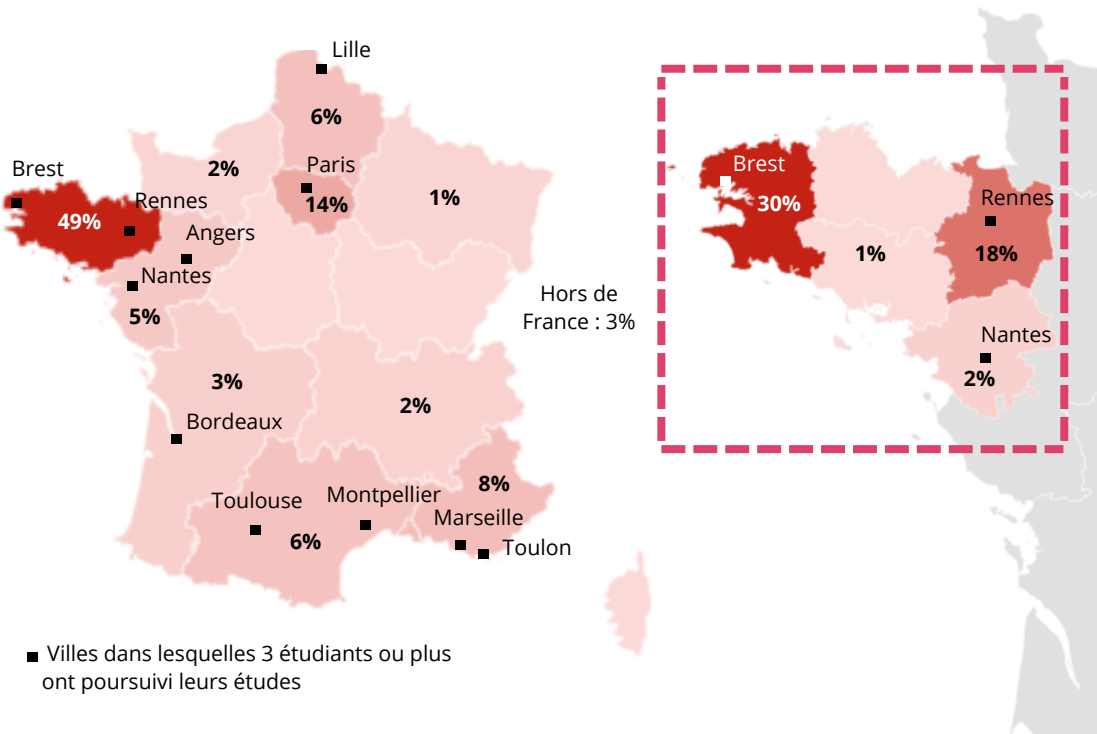 Lille
6%
Paris
2%
14%
1%
Brest
Rennes
49%
Angers
Nantes
5%
Hors de
France : 3%
3%
2%
Bordeaux
8%
Toulouse
Montpellier
Marseille
6%
Toulon
Villes dans lesquelles 3 étudiants ou plus
ont poursuivi leurs études
Brest
30%
Rennes
1%
18%
Nantes
2%